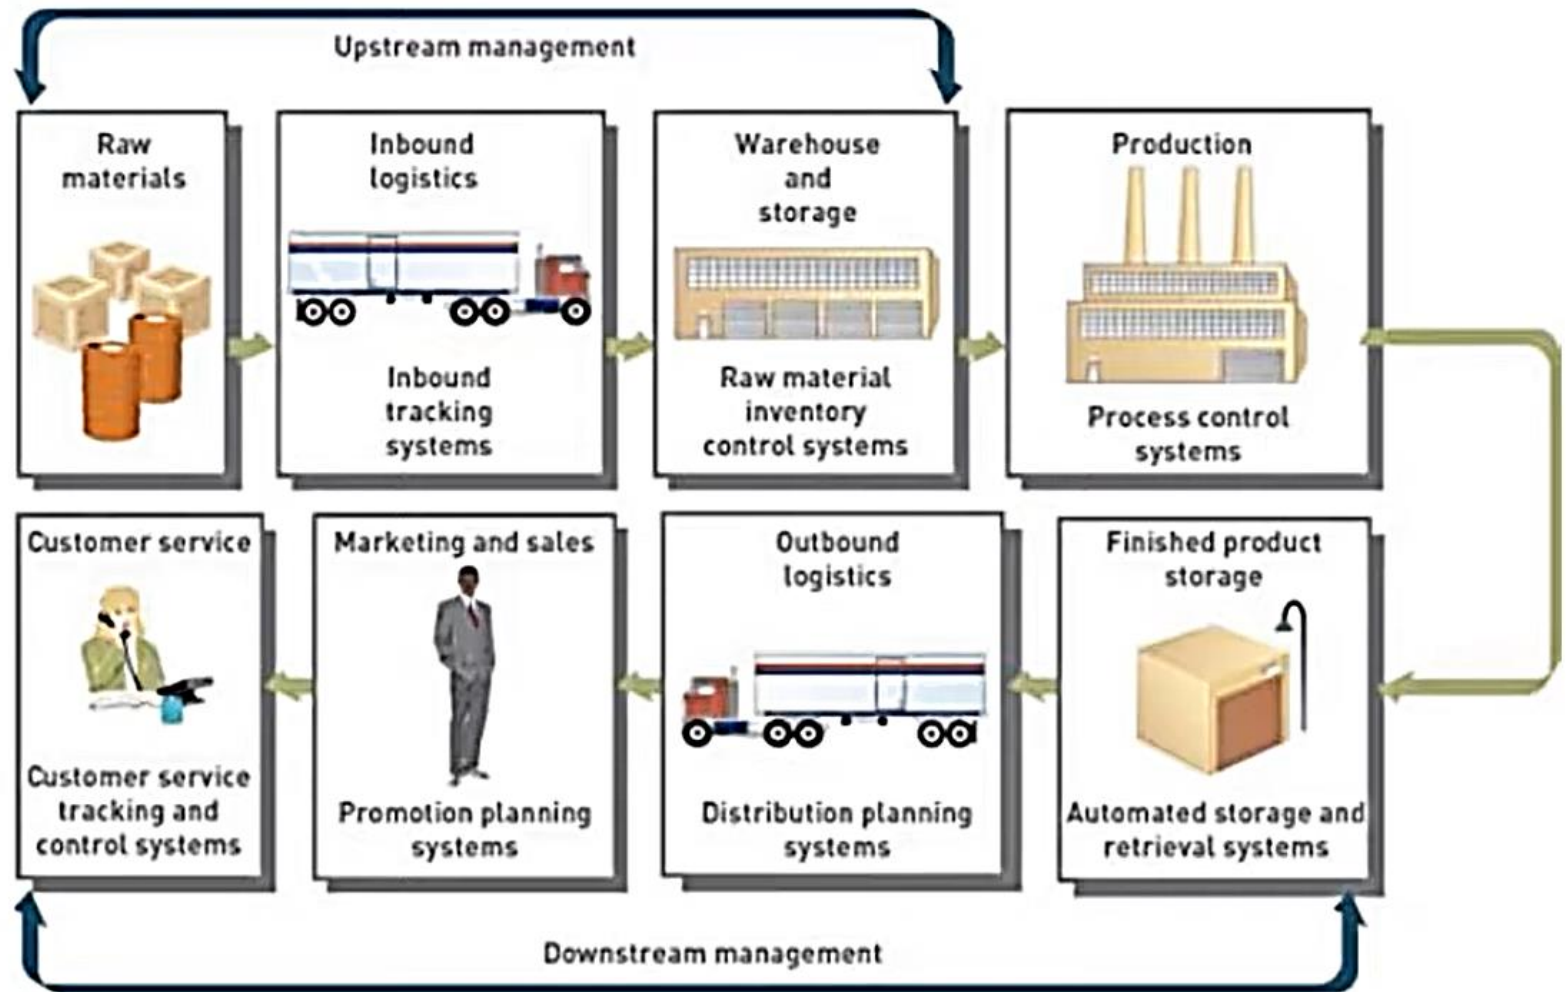 Upstream management
Raw
materials
Inbound
logistics
Inbound
tracking
systems
Warehouse
and
storage
Raw material
inventory
control systems
Production
Process control
systems
Finished product
storage
Automated storage and
retrieval systems
Outbound
logistics
Distribution planning
systems
Marketing and sales
Promotion planning
systems
Customer service
Customer service
tracking and
control systems
Downstream management